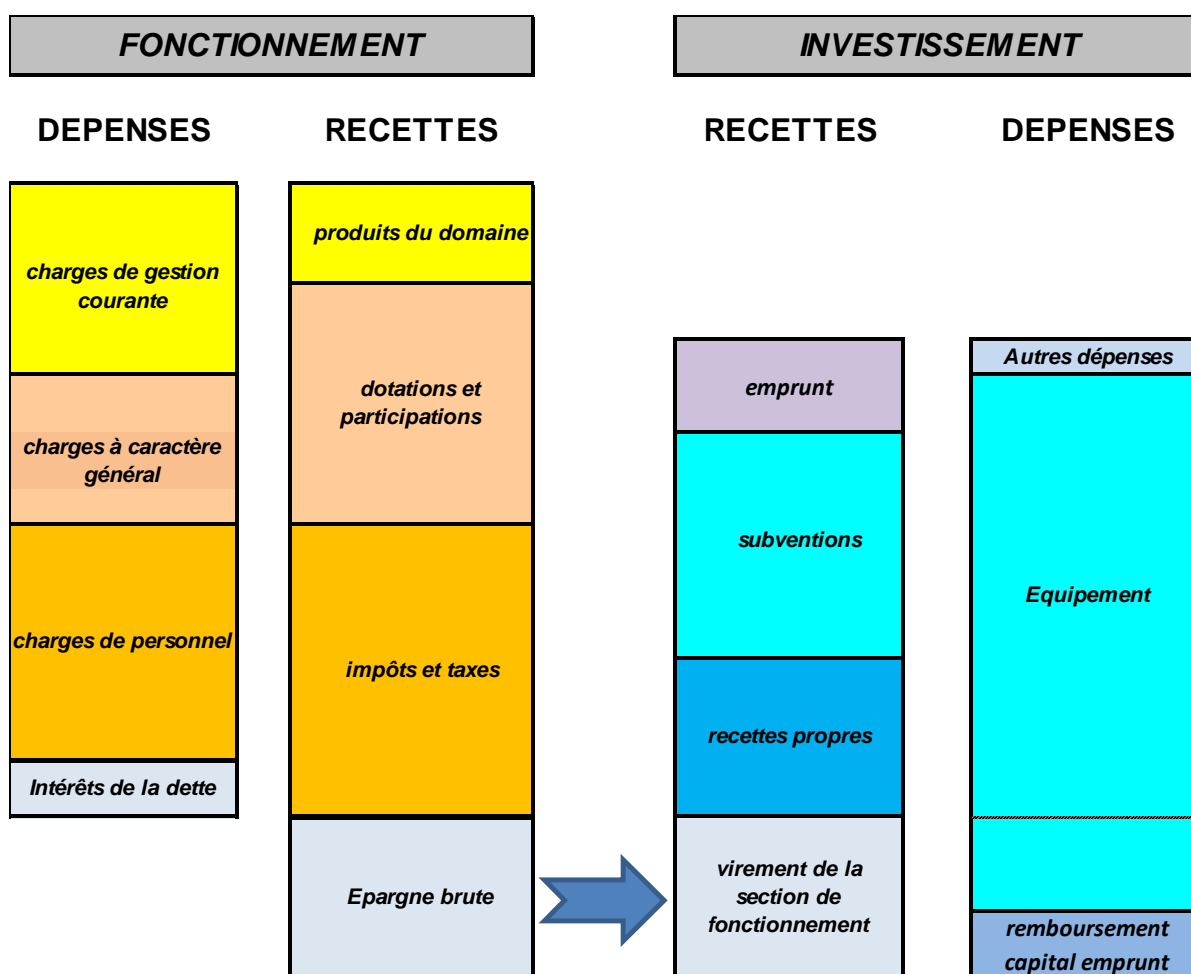 FONCTIONNEMENT
INVESTISSEMENT
DEPENSES
RECETTES
RECETTES
DEPENSES
charges de gestion
courante
charges à caractère
général
charges de personnel
Intérêts de la dette
produits du domaine
dotations et
participations
impôts et taxes
Epargne brute
emprunt
subventions
recettes propres
virement de la
section de
fonctionnement
Autres dépenses
Equipement
remboursement
capital emprunt